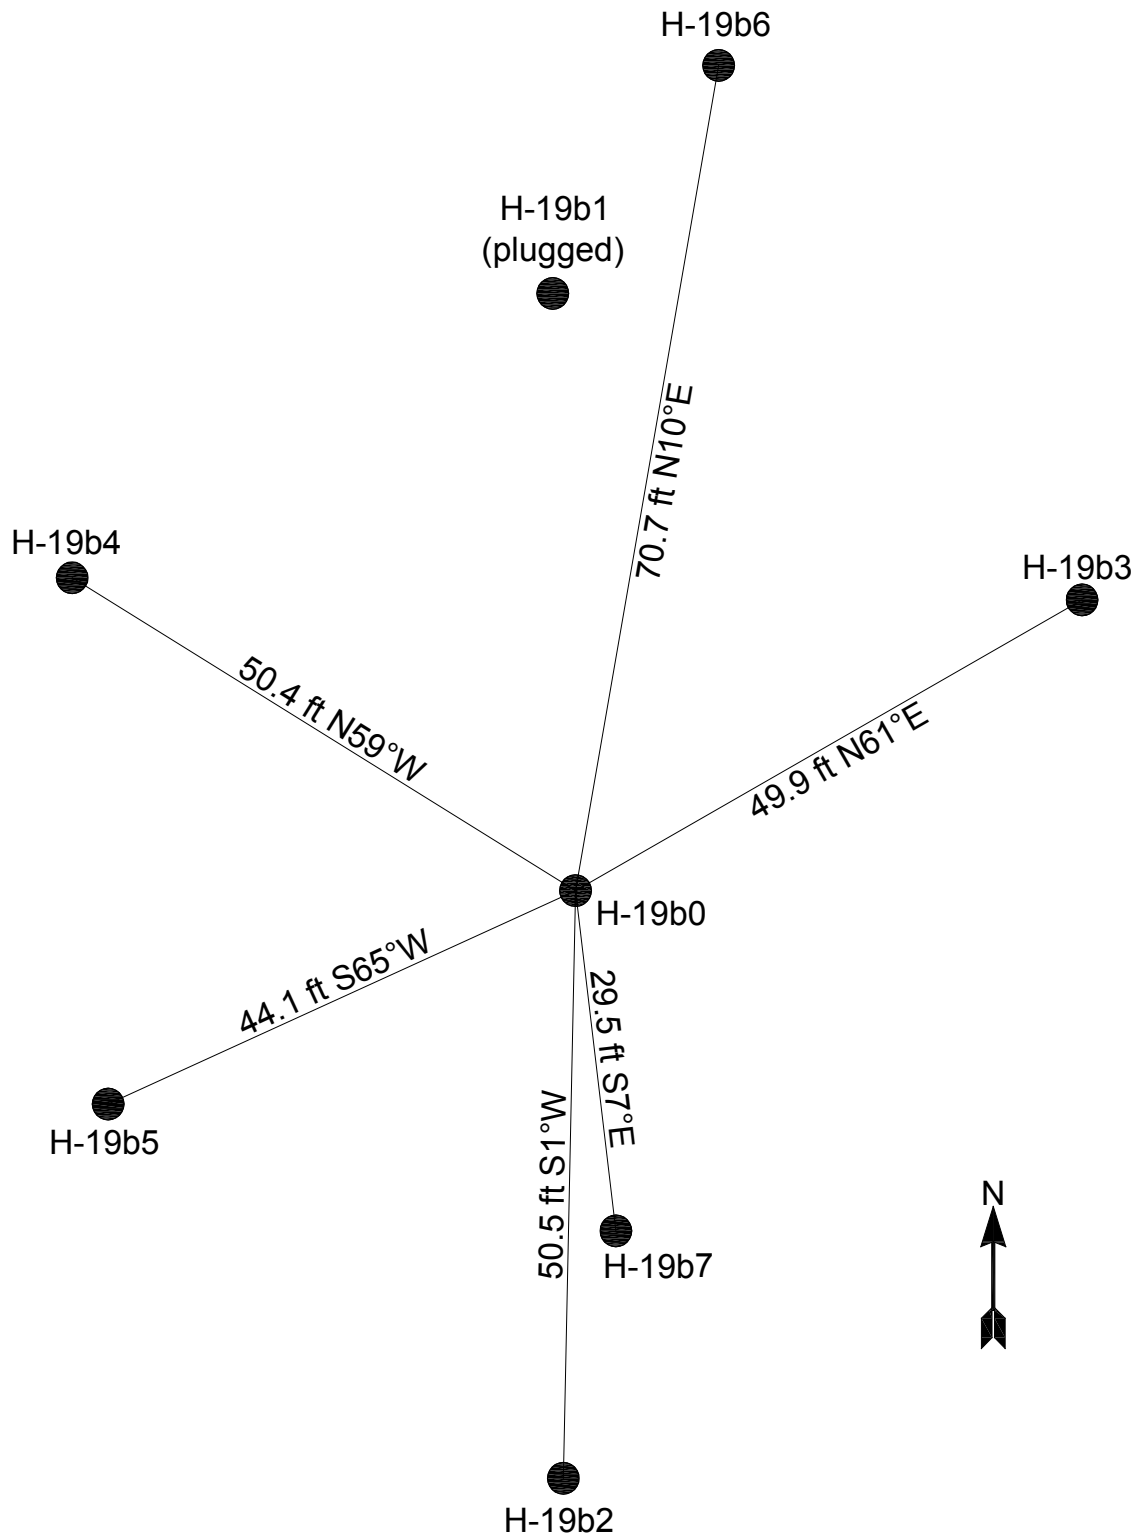 H-19b6
H-19b1
(plugged)
70.7 ft N10°E
H-19b4
H-19b3
50.4 ft N59°W
49.9 ft N61°E
H-19b0
44.1 ft S65°W
29.5 ft S7°E
50.5 ft S1°W
H-19b5
N
H-19b7
H-19b2